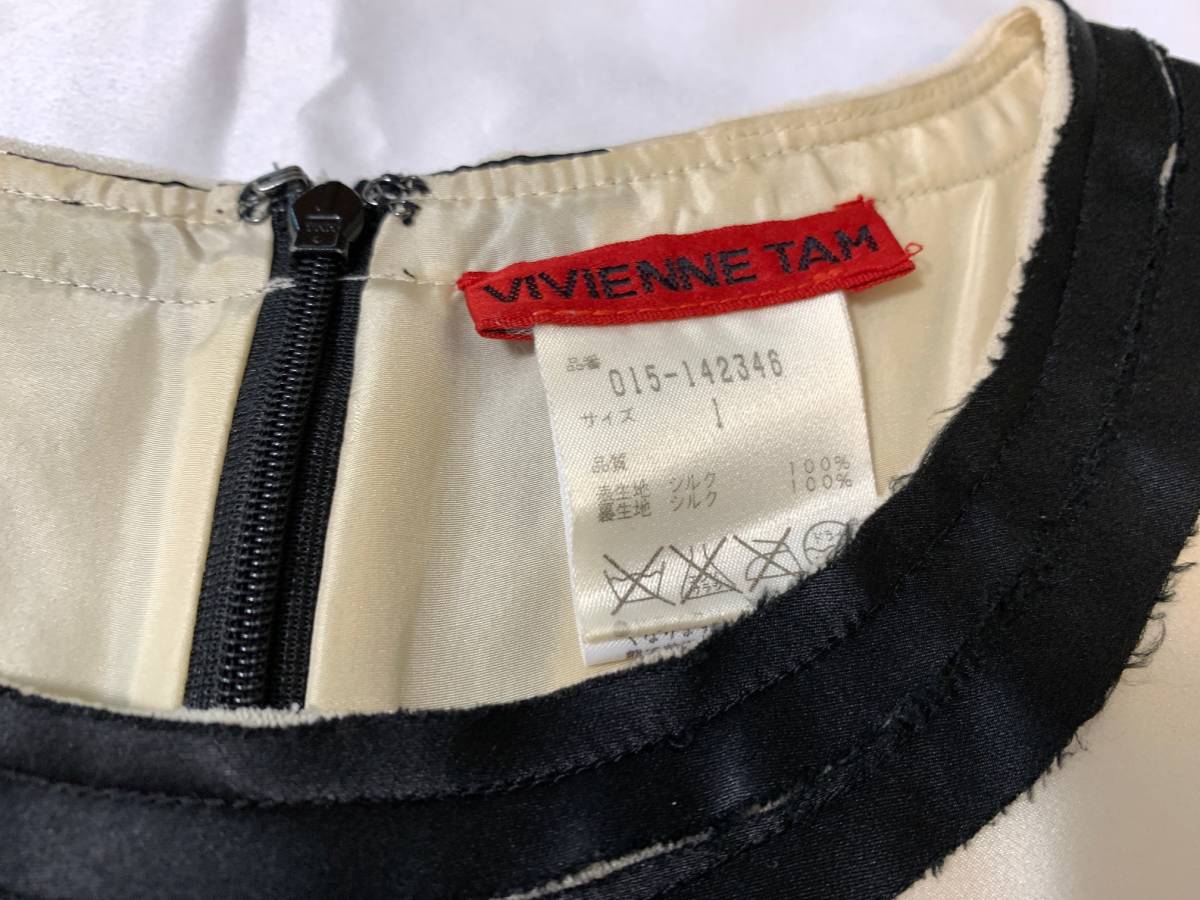 VIVIENNE TAM
品番
015-142346
サイズ 1
品質
表生地 シルク 100%
裏生地 シルク 100%